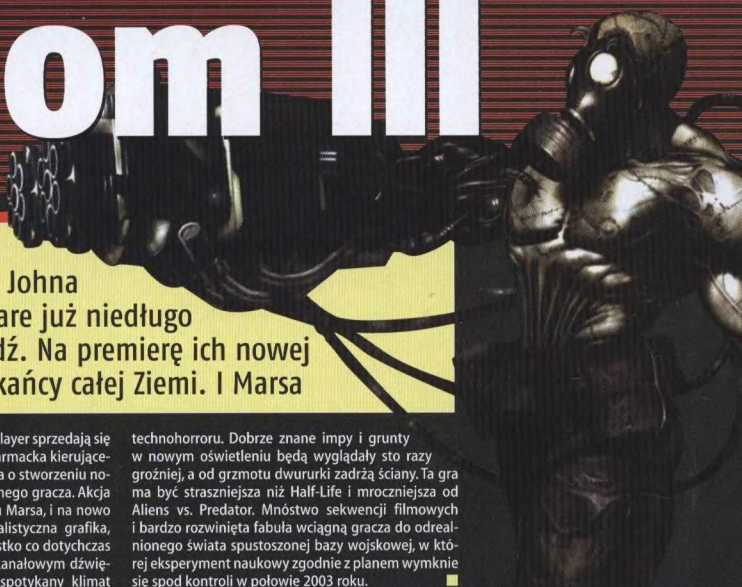 om III
Johna
are już niedługo
dź. Na premierę ich nowej
kańcy całej Ziemi. I Marsa
layer sprzedają się
armacka kierujące-
a o stworzeniu no-
nego gracza. Akcja
u Marsa, i na nowo
alistyczna grafika,
stko co dotychczas
kanałowym dźwię-
spotykany klimat
technohorroru. Dobrze znane impy i grunty
w nowym oświetleniu będą wyglądały sto razy
groźniej, a od grzmotu dwururki zadrżą ściany. Ta gra
ma być straszniejsza niż Half-Life i mroczniejsza od
Aliens vs. Predator. Mnóstwo sekwencji filmowych
i bardzo rozwinięta fabuła wciągną gracza do odreal-
nionego świata spustoszonej bazy wojskowej, w któ-
rej eksperyment naukowy zgodnie z planem wymknie
się spod kontroli w połowie 2003 roku.